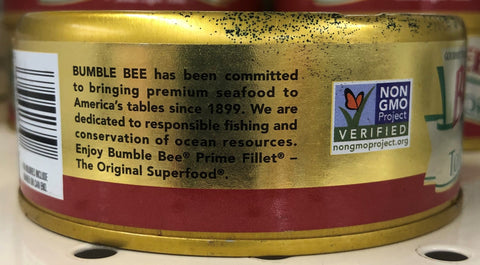 BUMBLE BEE has been committed
to bringing premium seafood to
America's tables since 1899. We are
dedicated to responsible fishing and
conservation of ocean resources.
Enjoy Bumble Bee® Prime Fillet® –
The Original Superfood®.
NON
GMO
Project
VERIFIED
nongmoproject.org